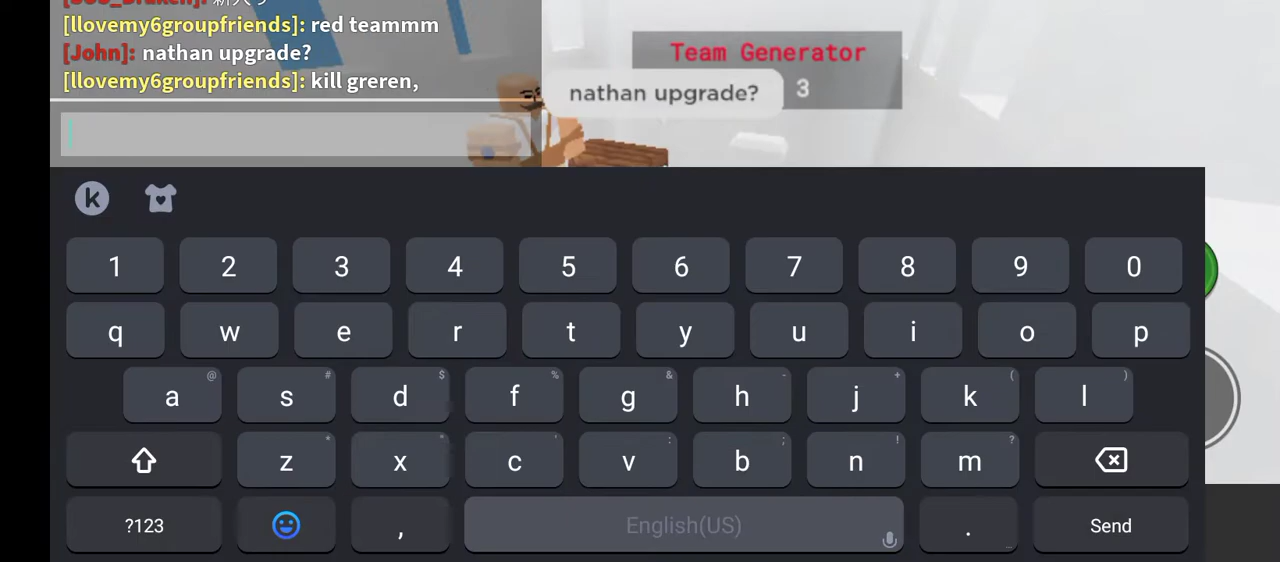 [llovemy6groupfriends]: red teammm
[John]: nathan upgrade?
[llovemy6groupfriends]: kill greren,
Team Generator
nathan upgrade?
3
k
1 2 3 4 5 6 7 8 9 0
q w e r t y u i o p
@ # $ % & - + ( )
a s d f g h j k l
* " ' : ; ! ?
z x c v b n m
?123 , English(US) . Send